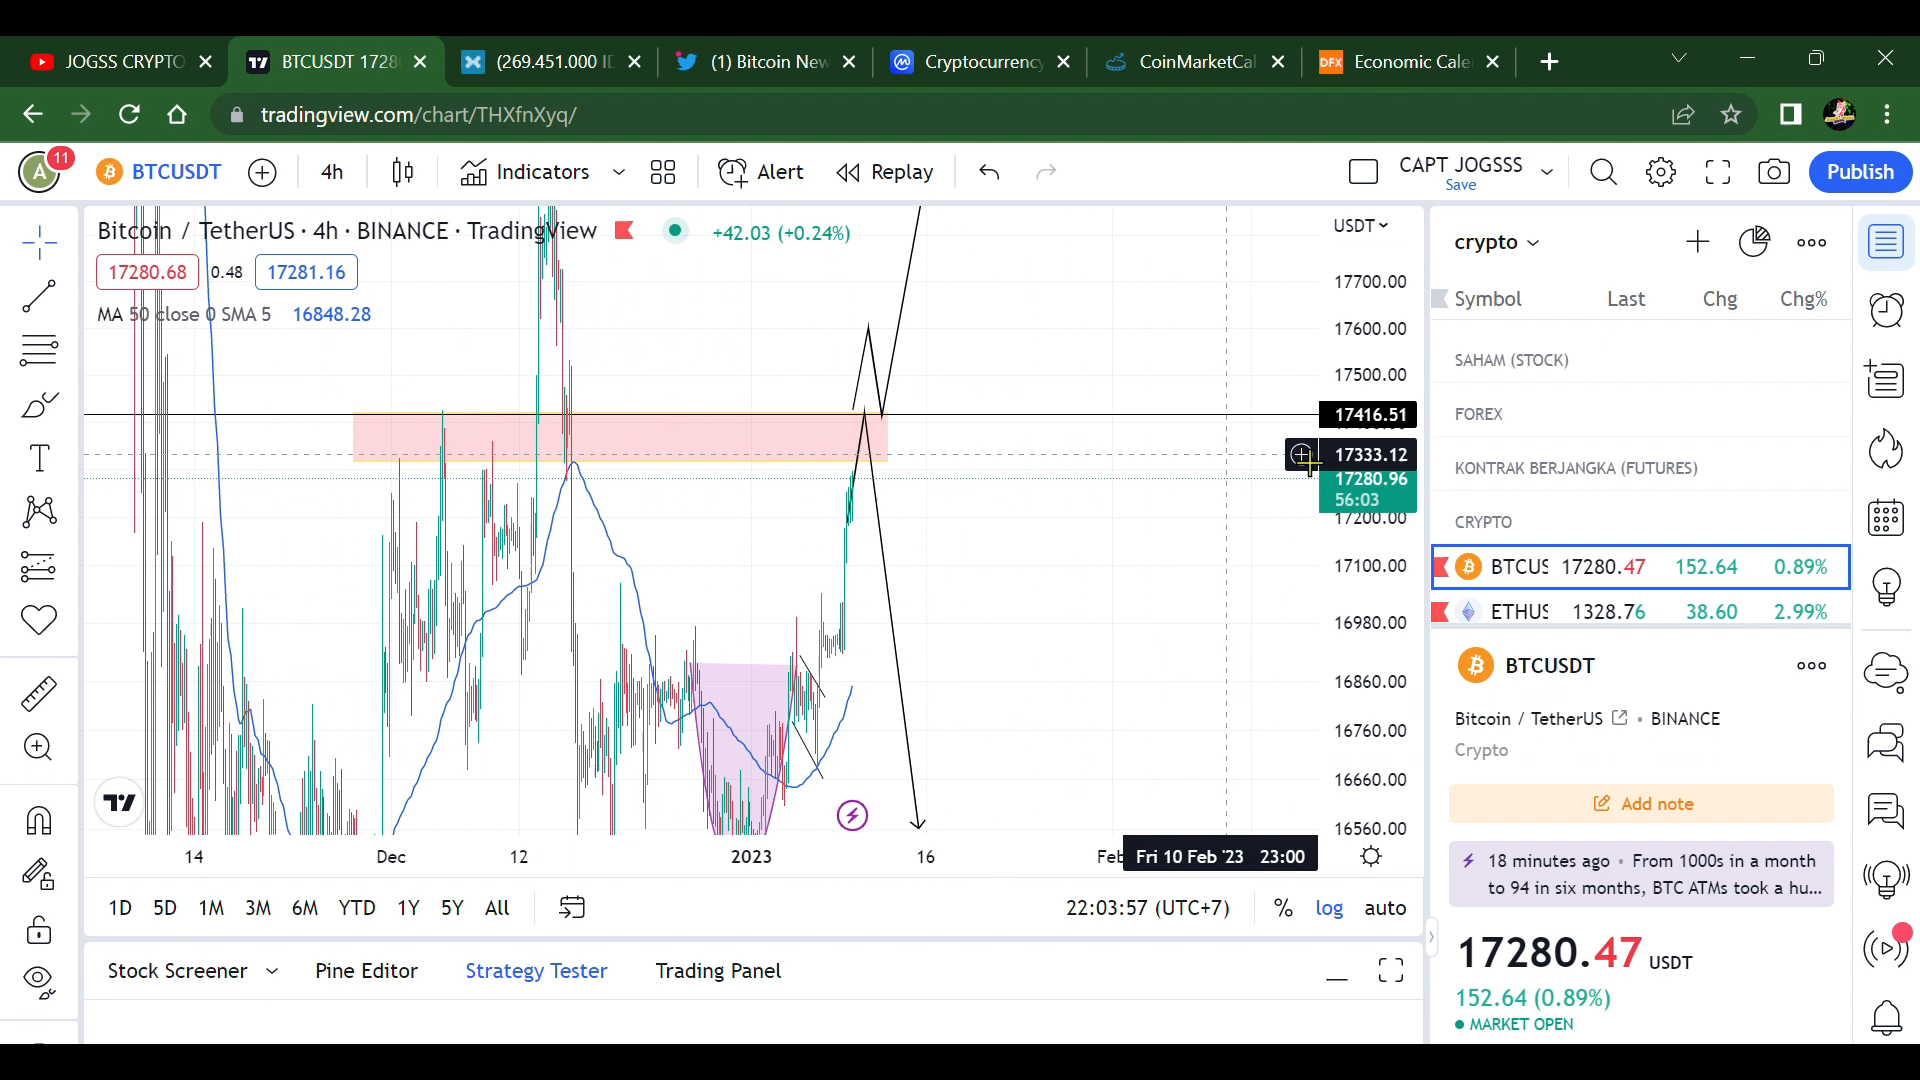 JOGSS CRYPTO
BTCUSDT 1728
(269.451.000 ID
(1) Bitcoin New
Cryptocurrency
CoinMarketCal
DFX Economic Cale
tradingview.com/chart/THXfnXyq/
A 11 BTCUSDT 4h Indicators Alert Replay CAPT JOGSSS Save Publish
Bitcoin / TetherUS · 4h · BINANCE · TradingView +42.03 (+0.24%)
17280.68 0.48 17281.16
MA 50 close 0 SMA 5 16848.28
USDT
17700.00
17600.00
17500.00
17416.51
17333.12
17280.96
56:03
17200.00
17100.00
16980.00
16860.00
16760.00
16660.00
16560.00
14 Dec 12 2023 16 Feb Fri 10 Feb '23 23:00
1D 5D 1M 3M 6M YTD 1Y 5Y All 22:03:57 (UTC+7) % log auto
Stock Screener Pine Editor Strategy Tester Trading Panel
crypto
Symbol Last Chg Chg%
SAHAM (STOCK)
FOREX
KONTRAK BERJANGKA (FUTURES)
CRYPTO
BTCUS 17280.47 152.64 0.89%
ETHUS 1328.76 38.60 2.99%
BTCUSDT
Bitcoin / TetherUS • BINANCE
Crypto
Add note
18 minutes ago • From 1000s in a month
to 94 in six months, BTC ATMs took a hu...
17280.47 USDT
152.64 (0.89%)
MARKET OPEN